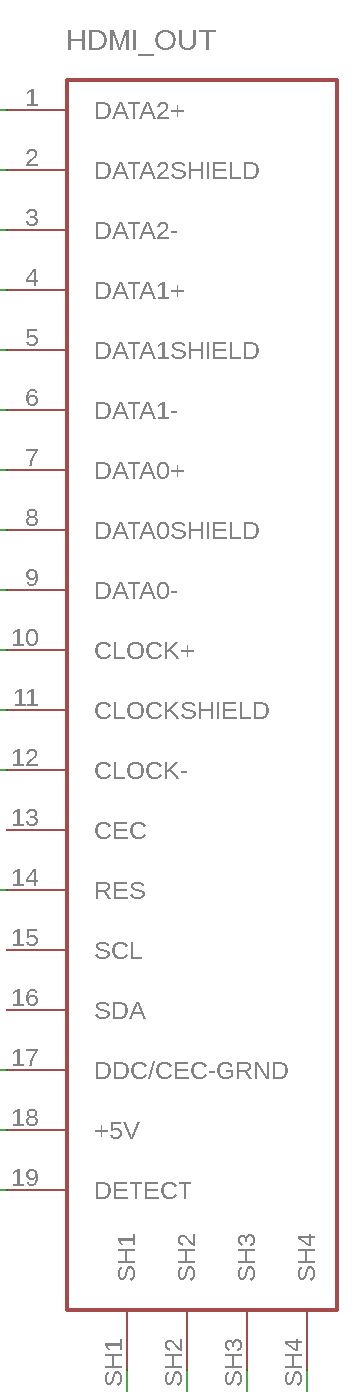 HDMI_OUT
1 DATA2+
2 DATA2SHIELD
3 DATA2-
4 DATA1+
5 DATA1SHIELD
6 DATA1-
7 DATA0+
8 DATA0SHIELD
9 DATA0-
10 CLOCK+
11 CLOCKSHIELD
12 CLOCK-
13 CEC
14 RES
15 SCL
16 SDA
17 DDC/CEC-GRND
18 +5V
19 DETECT
SH1 SH2 SH3 SH4
SH1 SH2 SH3 SH4